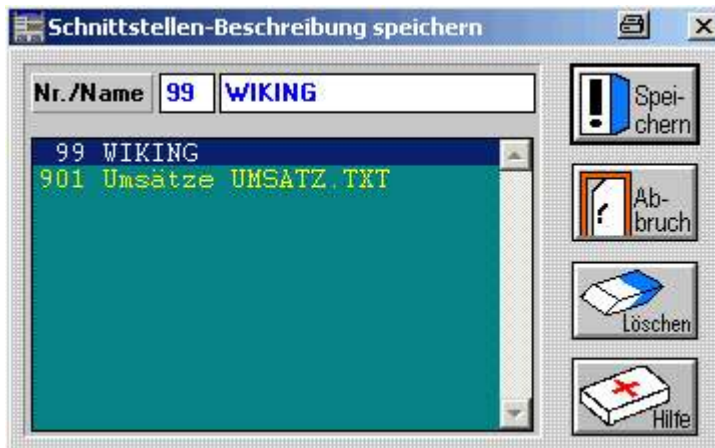 Schnittstellen-Beschreibung speichern
Nr./Name 99 WIKING
99 WIKING
901 Umsätze UMSATZ.TXT
Spei-
chern
Ab-
bruch
Löschen
Hilfe